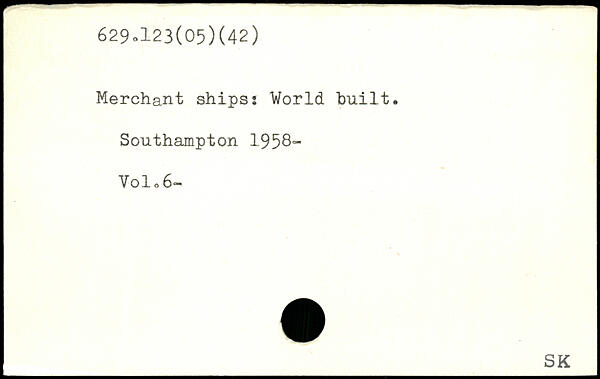 629.123(05)(42)
Merchant ships: World built.
Southampton 1958-
Vol.6-
SK